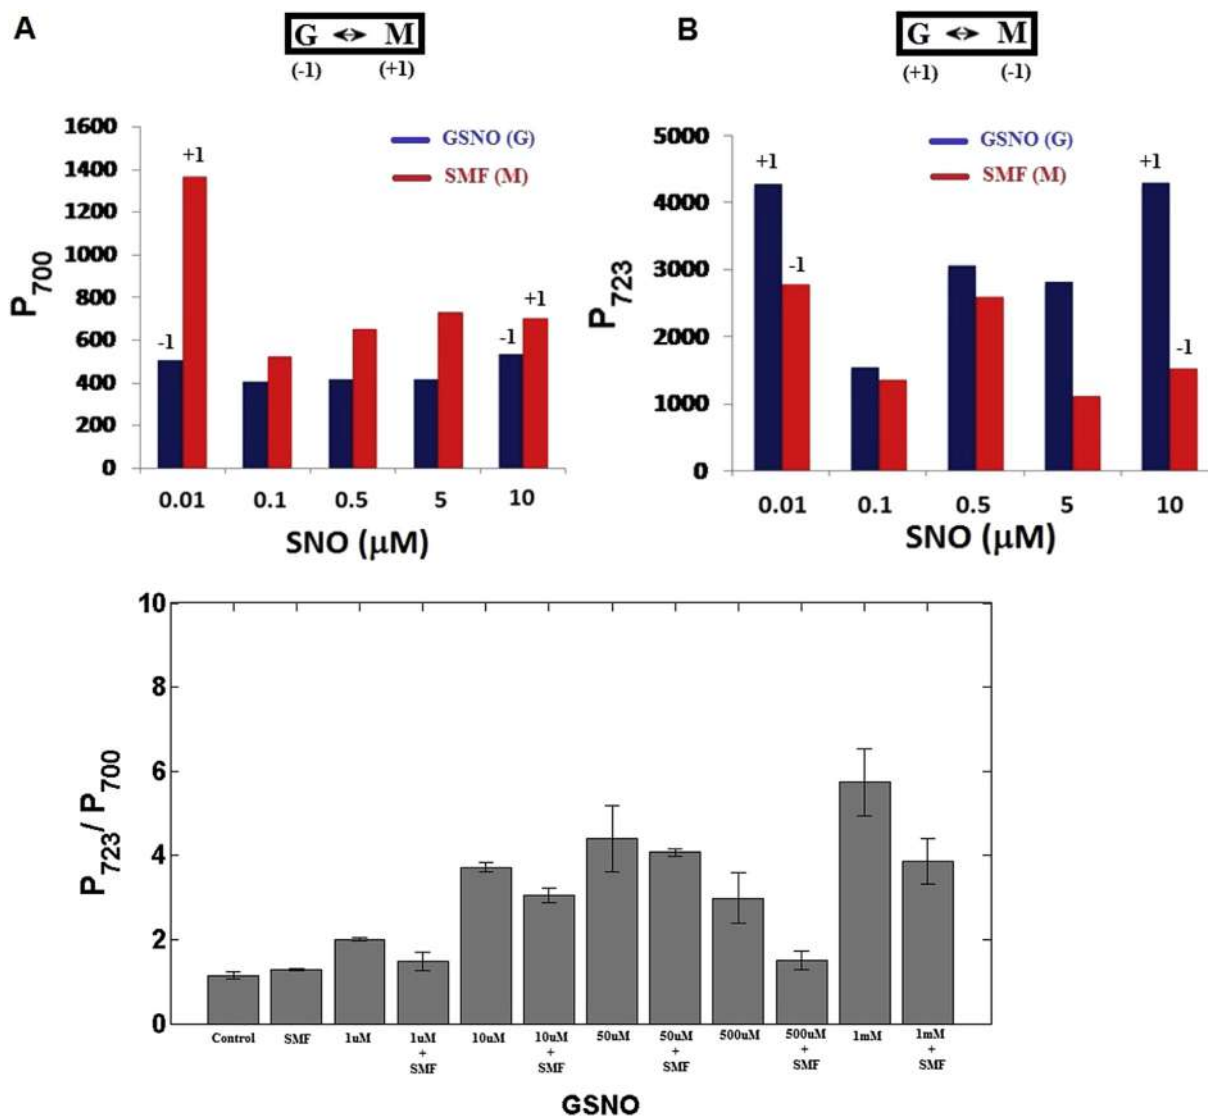 A
G ⇔ M
(-1) (+1)
1600
1400
1200
1000
800
600
400
200
0
P700
GSNO (G)
SMF (M)
+1
-1
-1
+1
0.01 0.1 0.5 5 10
SNO (μM)
B
G ⇔ M
(+1) (-1)
5000
4000
3000
2000
1000
0
P723
GSNO (G)
SMF (M)
+1
-1
+1
-1
0.01 0.1 0.5 5 10
SNO (μM)
10
8
6
4
2
0
P723/ P700
Control SMF 1uM 1uM + SMF 10uM 10uM + SMF 50uM 50uM + SMF 500uM 500uM + SMF 1mM 1mM + SMF
GSNO